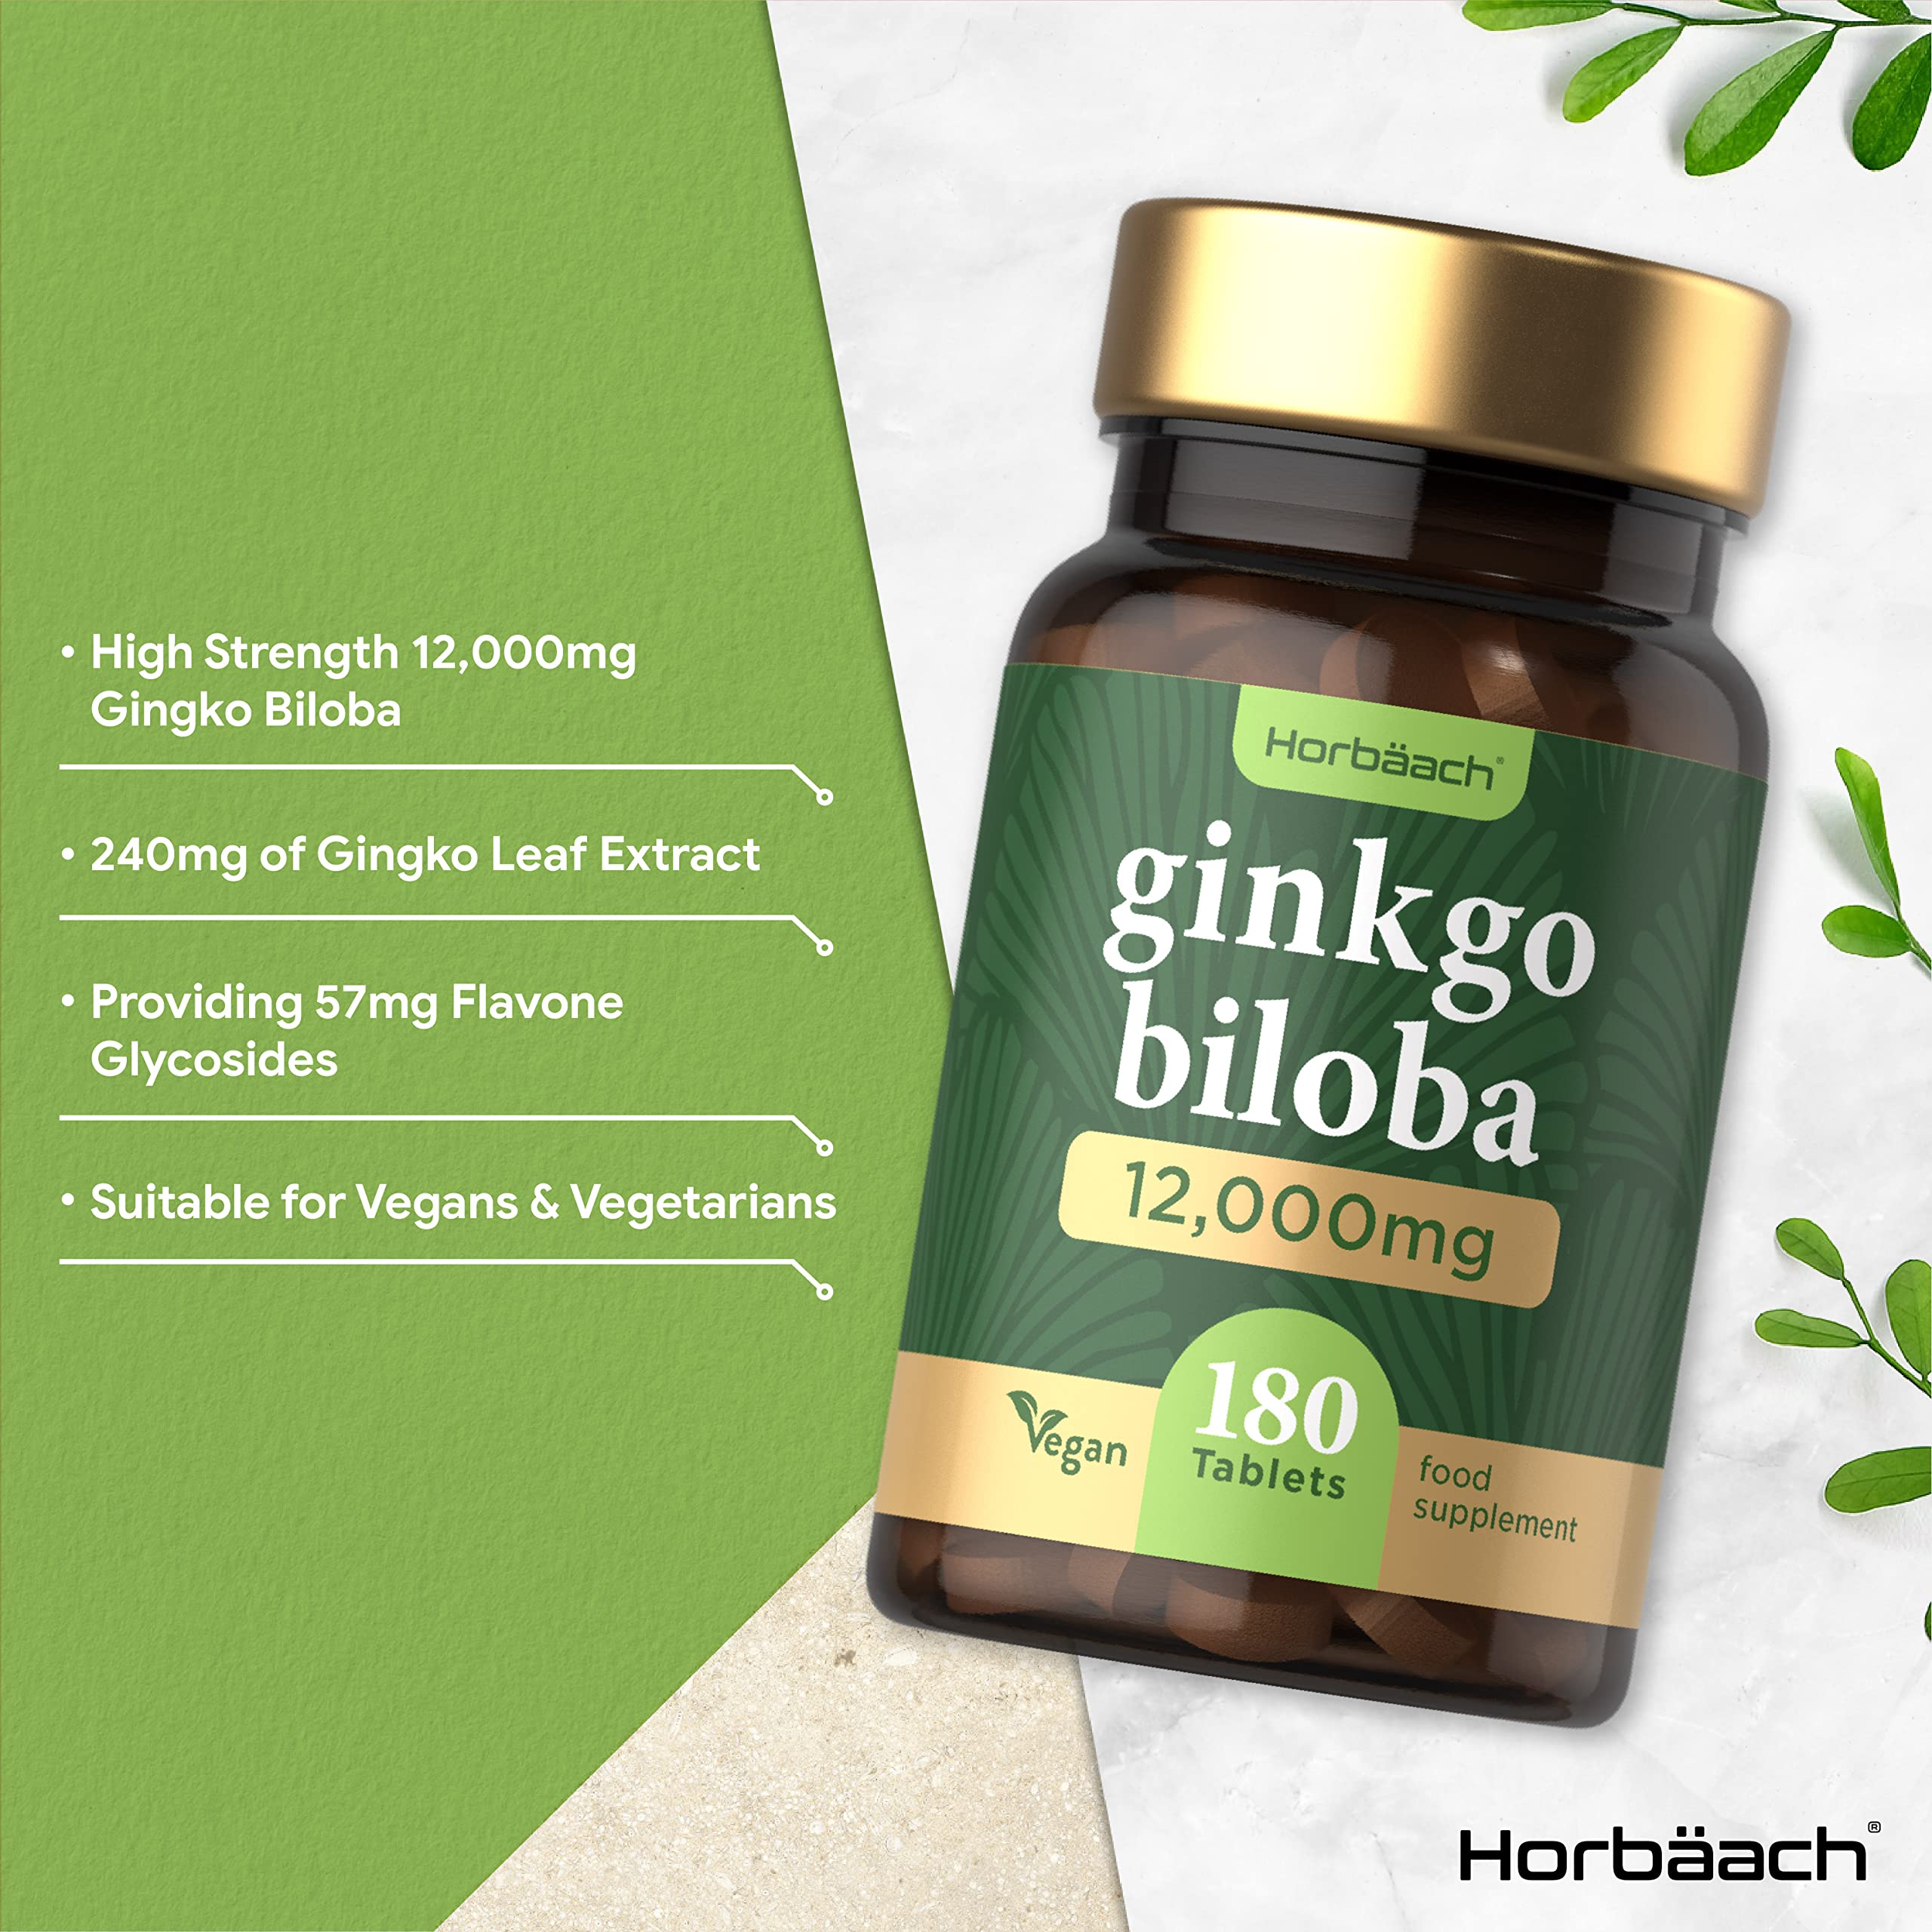 • High Strength 12,000mg
Gingko Biloba
• 240mg of Gingko Leaf Extract
• Providing 57mg Flavone
Glycosides
• Suitable for Vegans & Vegetarians
Horbäach®
ginkgo
biloba
12,000mg
Vegan
180
Tablets
food
supplement
Horbäach®